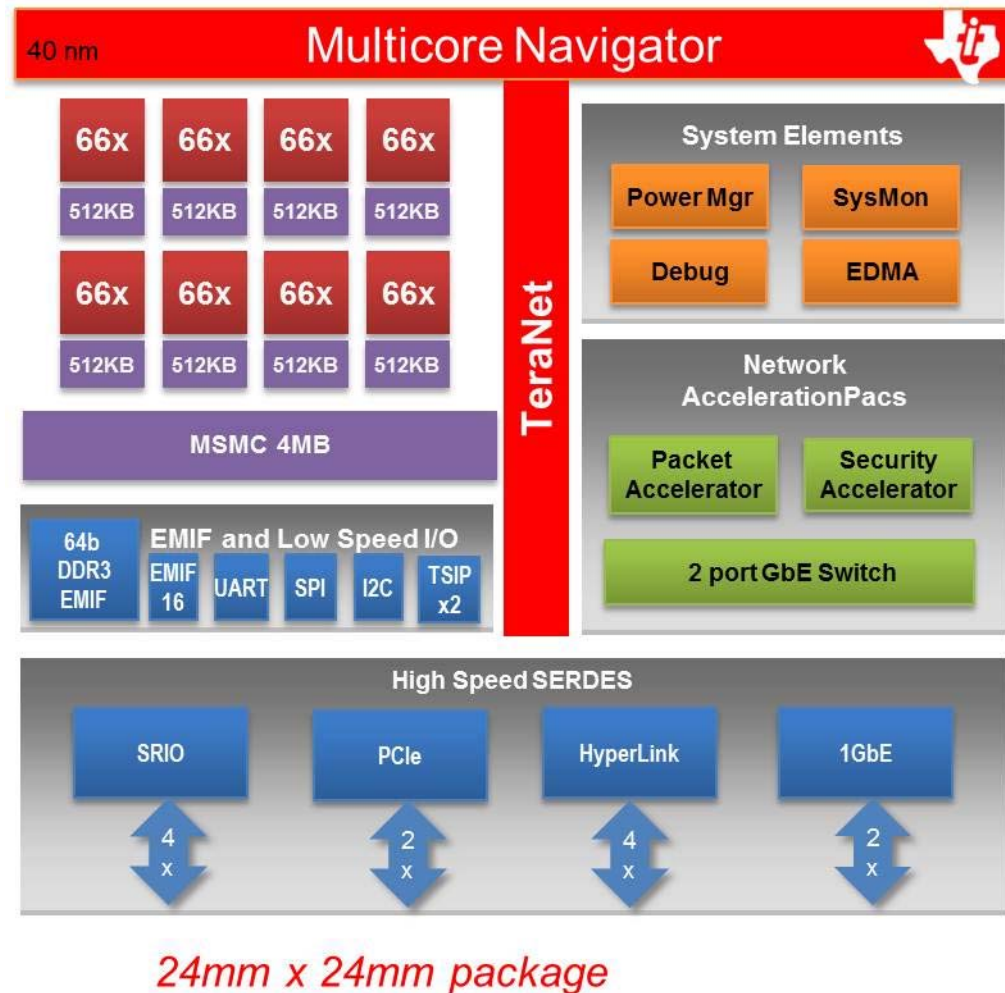 40 nm
Multicore Navigator
ti
66x 66x 66x 66x
512KB 512KB 512KB 512KB
66x 66x 66x 66x
512KB 512KB 512KB 512KB
MSMC 4MB
TeraNet
System Elements
Power Mgr
SysMon
Debug
EDMA
Network
AccelerationPacs
Packet
Accelerator
Security
Accelerator
2 port GbE Switch
EMIF and Low Speed I/O
64b
DDR3
EMIF
EMIF
16
UART
SPI
I2C
TSIP
x2
High Speed SERDES
SRIO
PCIe
HyperLink
1GbE
4
x
2
x
4
x
2
x
24mm x 24mm package